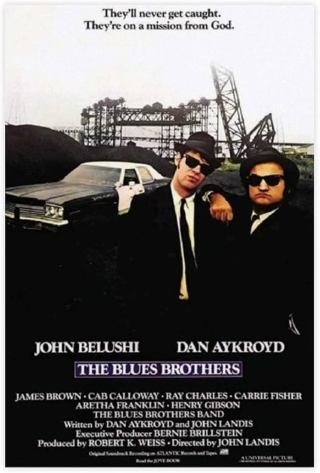 They'll never get caught.
They're on a mission from God.
JOHN BELUSHI DAN AYKROYD
THE BLUES BROTHERS
JAMES BROWN · CAB CALLOWAY · RAY CHARLES · CARRIE FISHER
ARETHA FRANKLIN · HENRY GIBSON
THE BLUES BROTHERS BAND
Written by DAN AYKROYD and JOHN LANDIS
Executive Producer BERNIE BRILLSTEIN
Produced by ROBERT K. WEISS · Directed by JOHN LANDIS
Original Soundtrack Recording on ATLANTIC Records and Tapes
Read the JOVE BOOK
A UNIVERSAL PICTURE